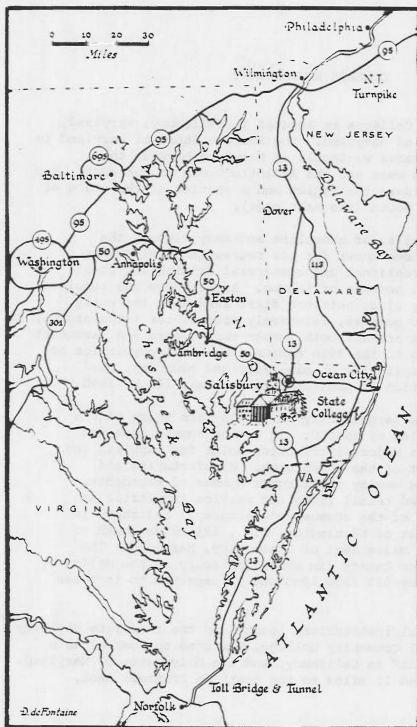 Philadelphia
95
0 10 20 30
Miles
Wilmington
N.J.
Turnpike
95
NEW JERSEY
695
13
Baltimore
Delaware Bay
Dover
95
495
50
Washington
Annapolis
113
50
DELAWARE
Easton
301
13
Cambridge
50
Ocean City
Salisbury
State
College
Chesapeake
Bay
13
VA.
VIRGINIA
ATLANTIC OCEAN
13
Toll Bridge & Tunnel
Norfolk
D. deFontaine